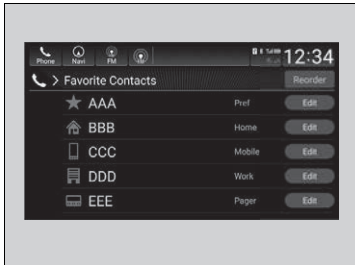 Phone Navi FM 12:34
Favorite Contacts Reorder
AAA Pref Edit
BBB Home Edit
CCC Mobile Edit
DDD Work Edit
EEE Pager Edit